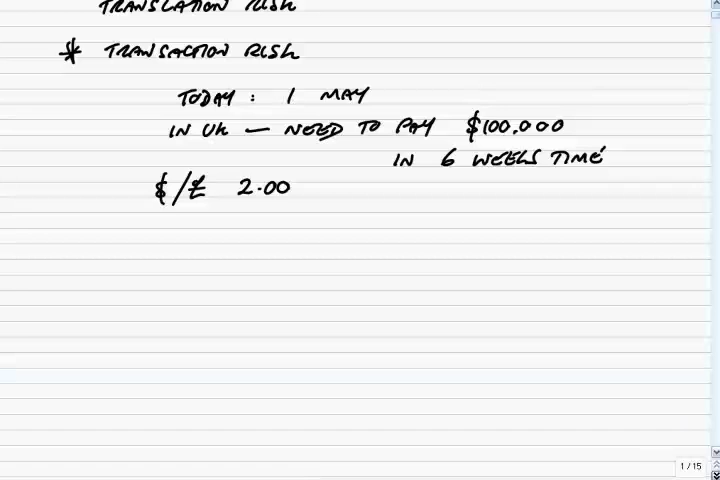 TRANSLATION RISK
* TRANSACTION RISK
TODAY : 1 MAY
IN UK — NEED TO PAY $100,000
IN 6 WEEKS TIME
$/£ 2.00
1 / 15